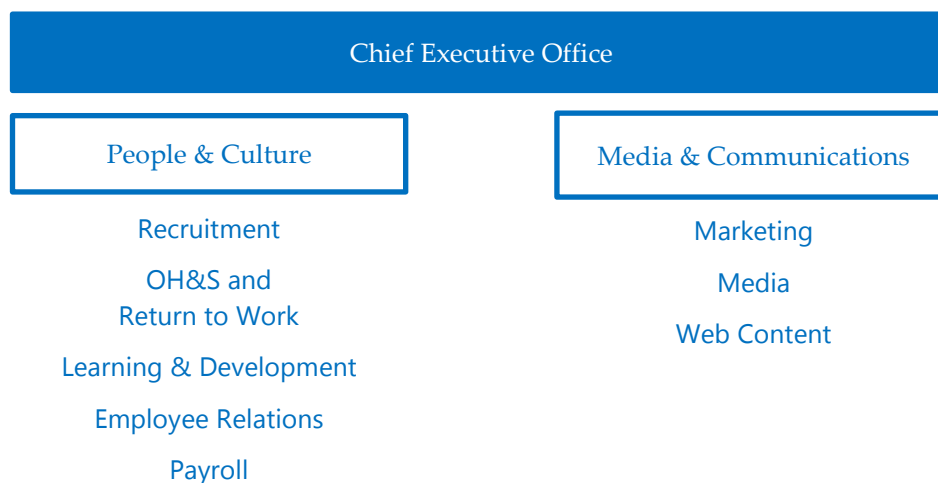 Chief Executive Office
People & Culture
Recruitment
OH&S and
Return to Work
Learning & Development
Employee Relations
Payroll
Media & Communications
Marketing
Media
Web Content